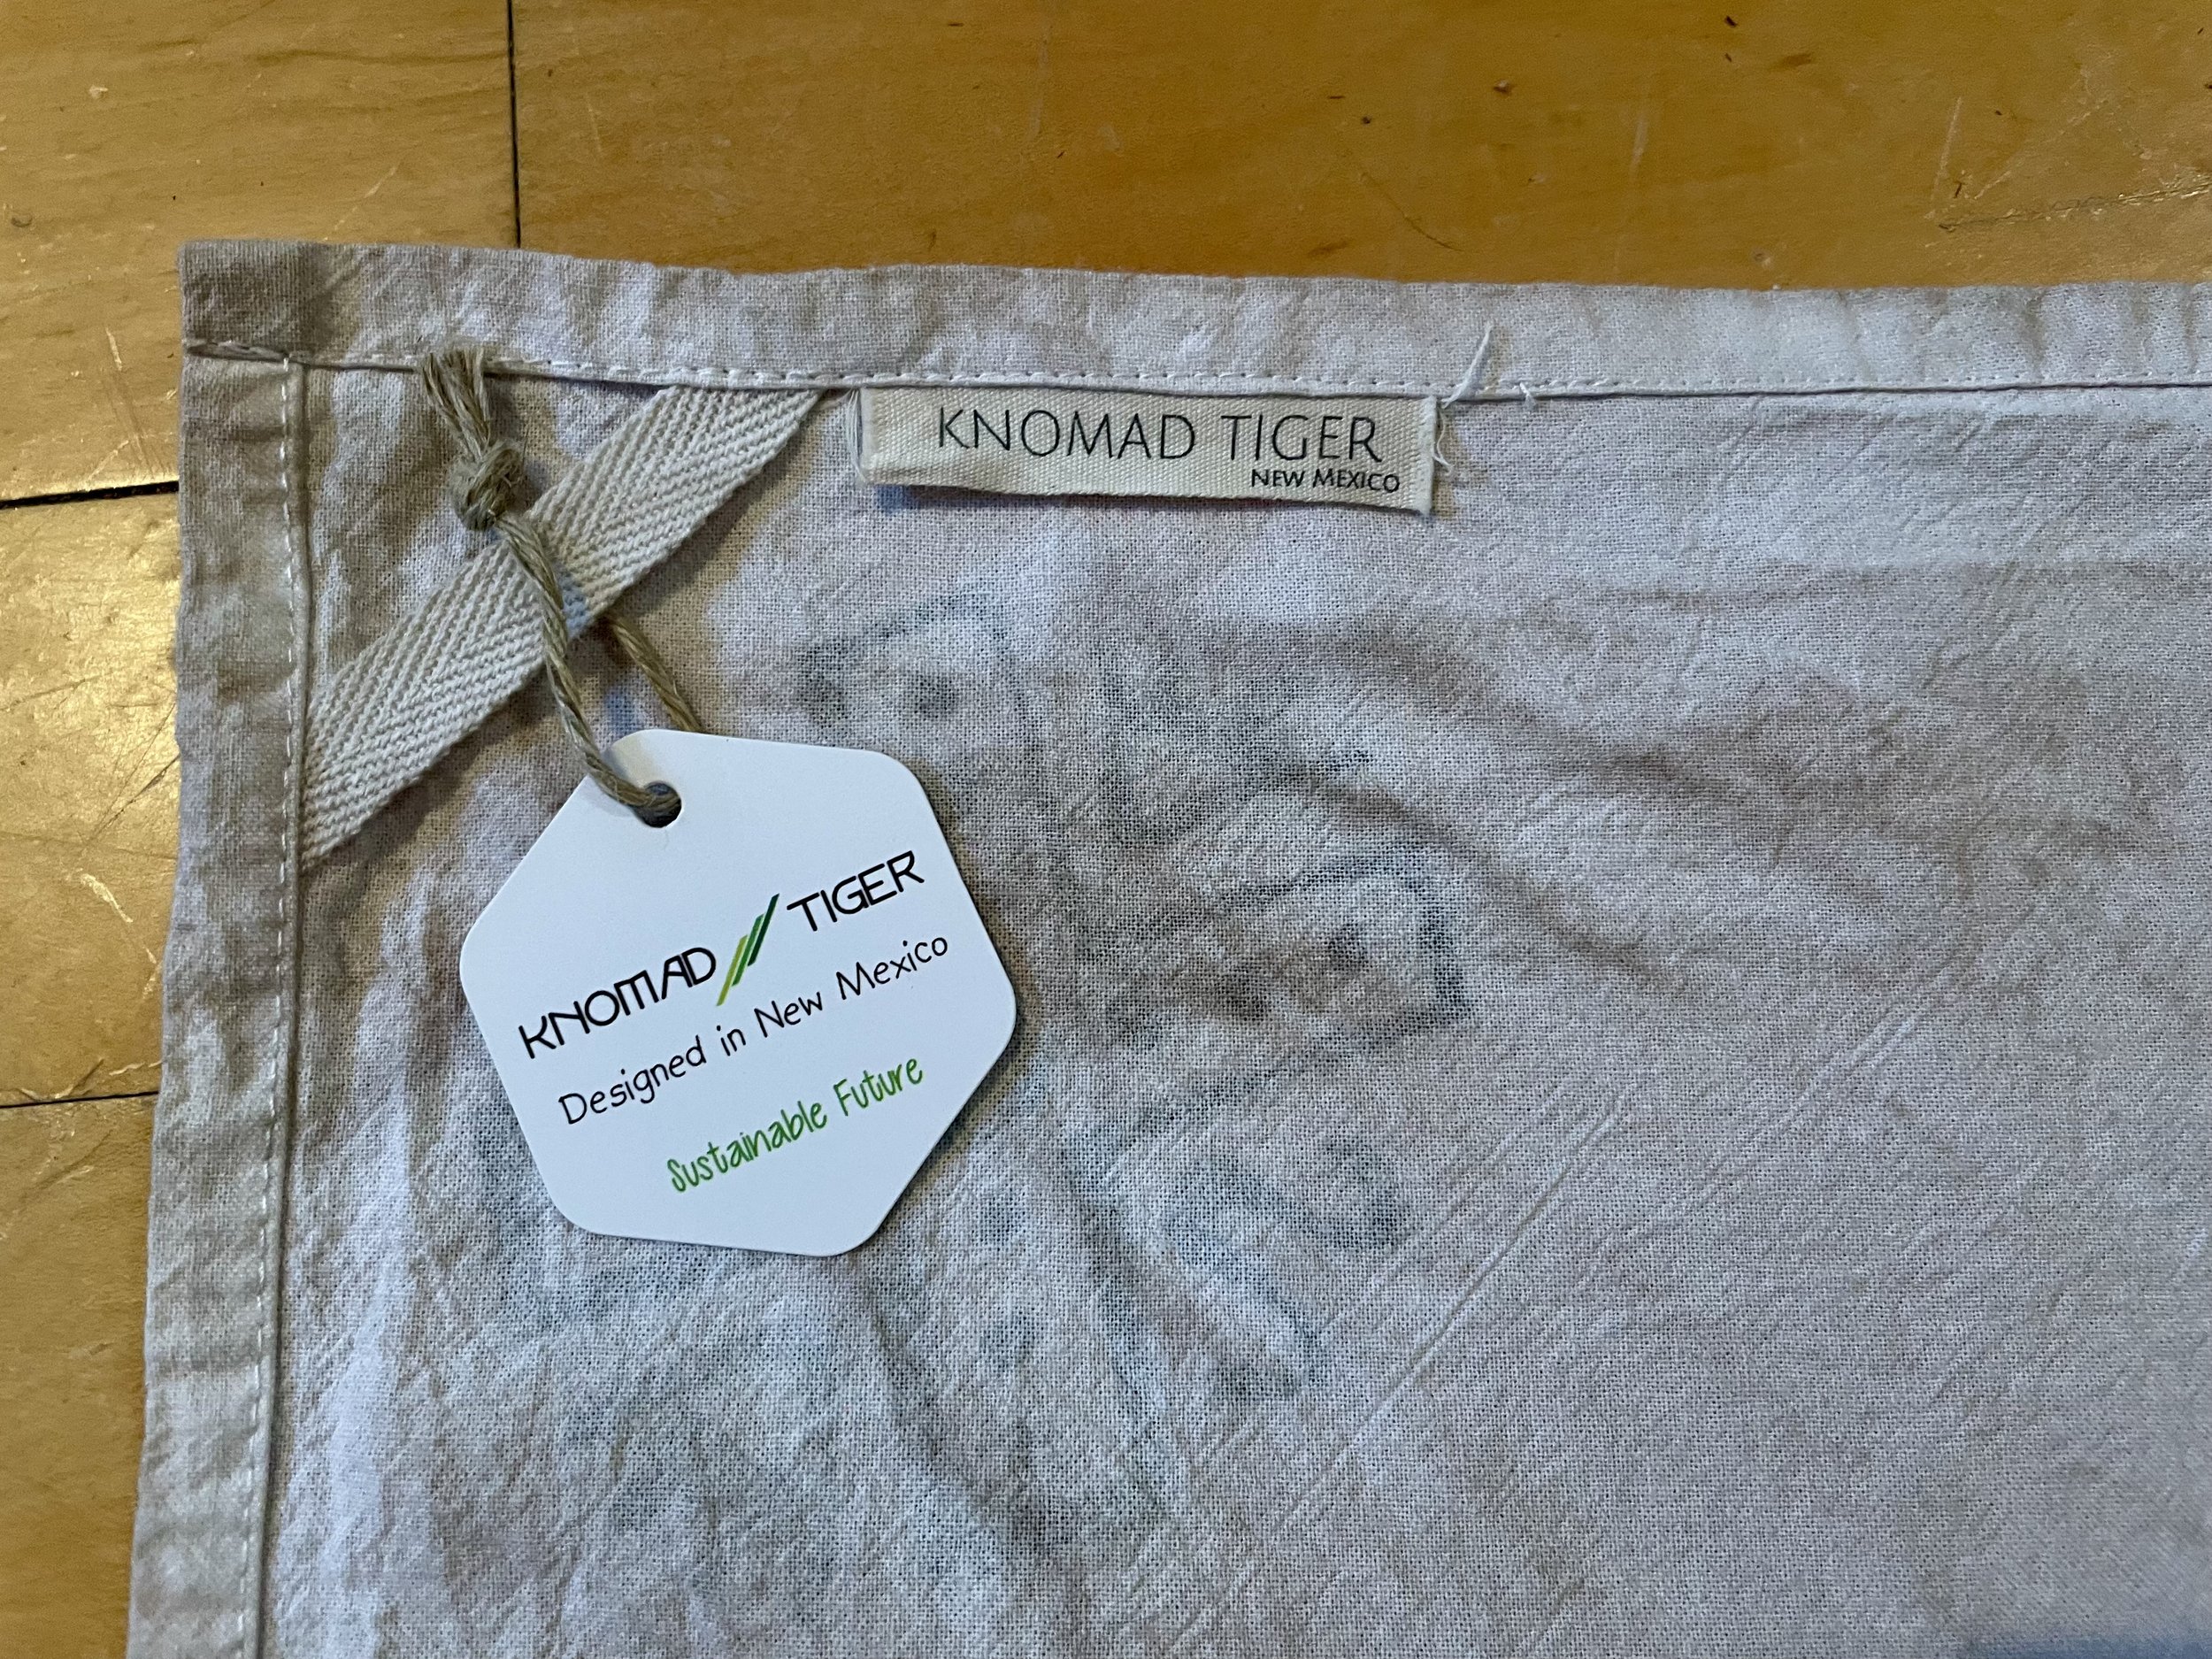 KNOMAD TIGER
NEW MEXICO
KNOMAD TIGER
Designed in New Mexico
Sustainable Future